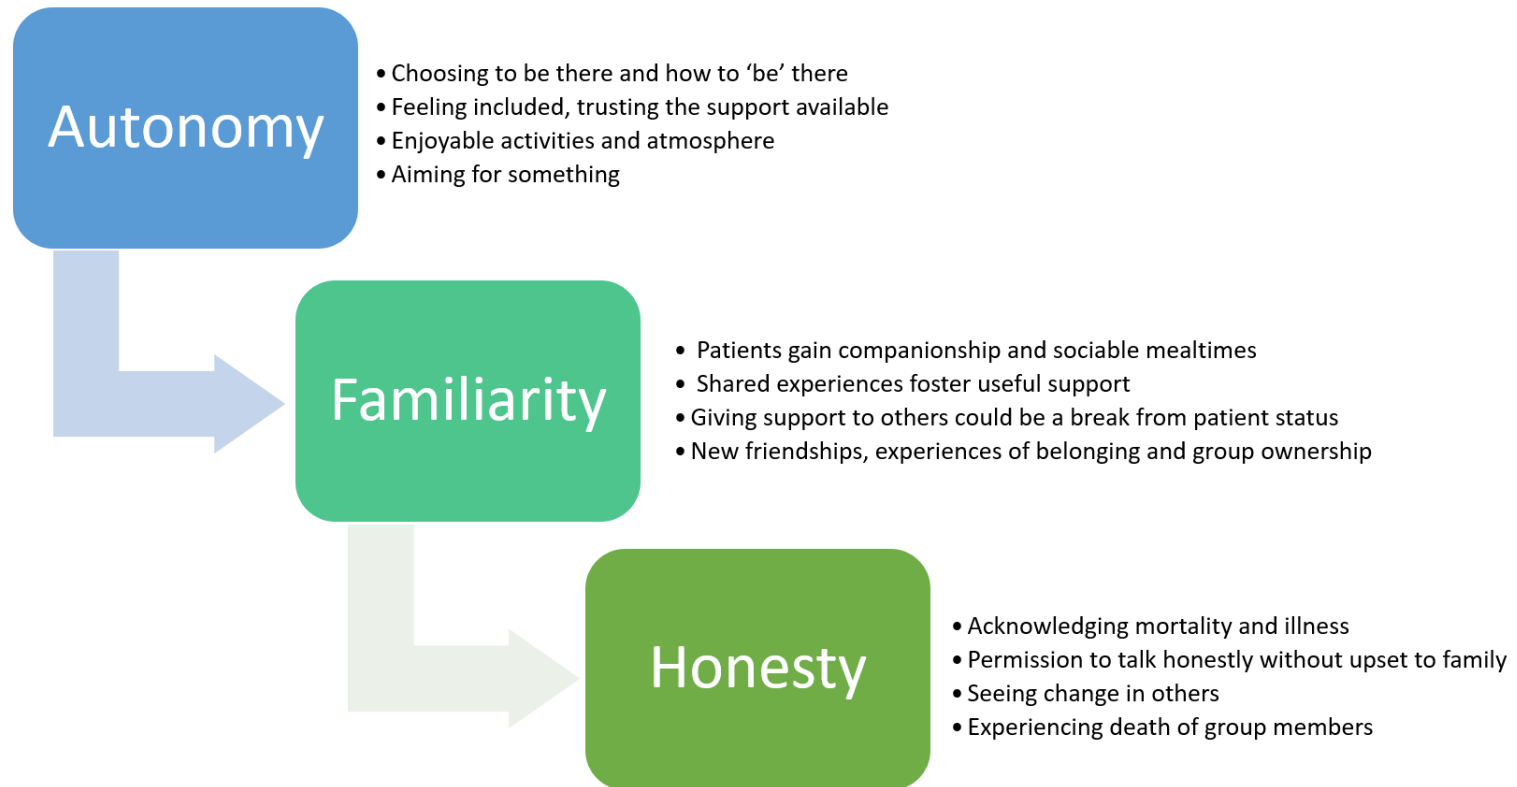 Autonomy
• Choosing to be there and how to ‘be’ there
• Feeling included, trusting the support available
• Enjoyable activities and atmosphere
• Aiming for something
Familiarity
• Patients gain companionship and sociable mealtimes
• Shared experiences foster useful support
• Giving support to others could be a break from patient status
• New friendships, experiences of belonging and group ownership
Honesty
• Acknowledging mortality and illness
• Permission to talk honestly without upset to family
• Seeing change in others
• Experiencing death of group members